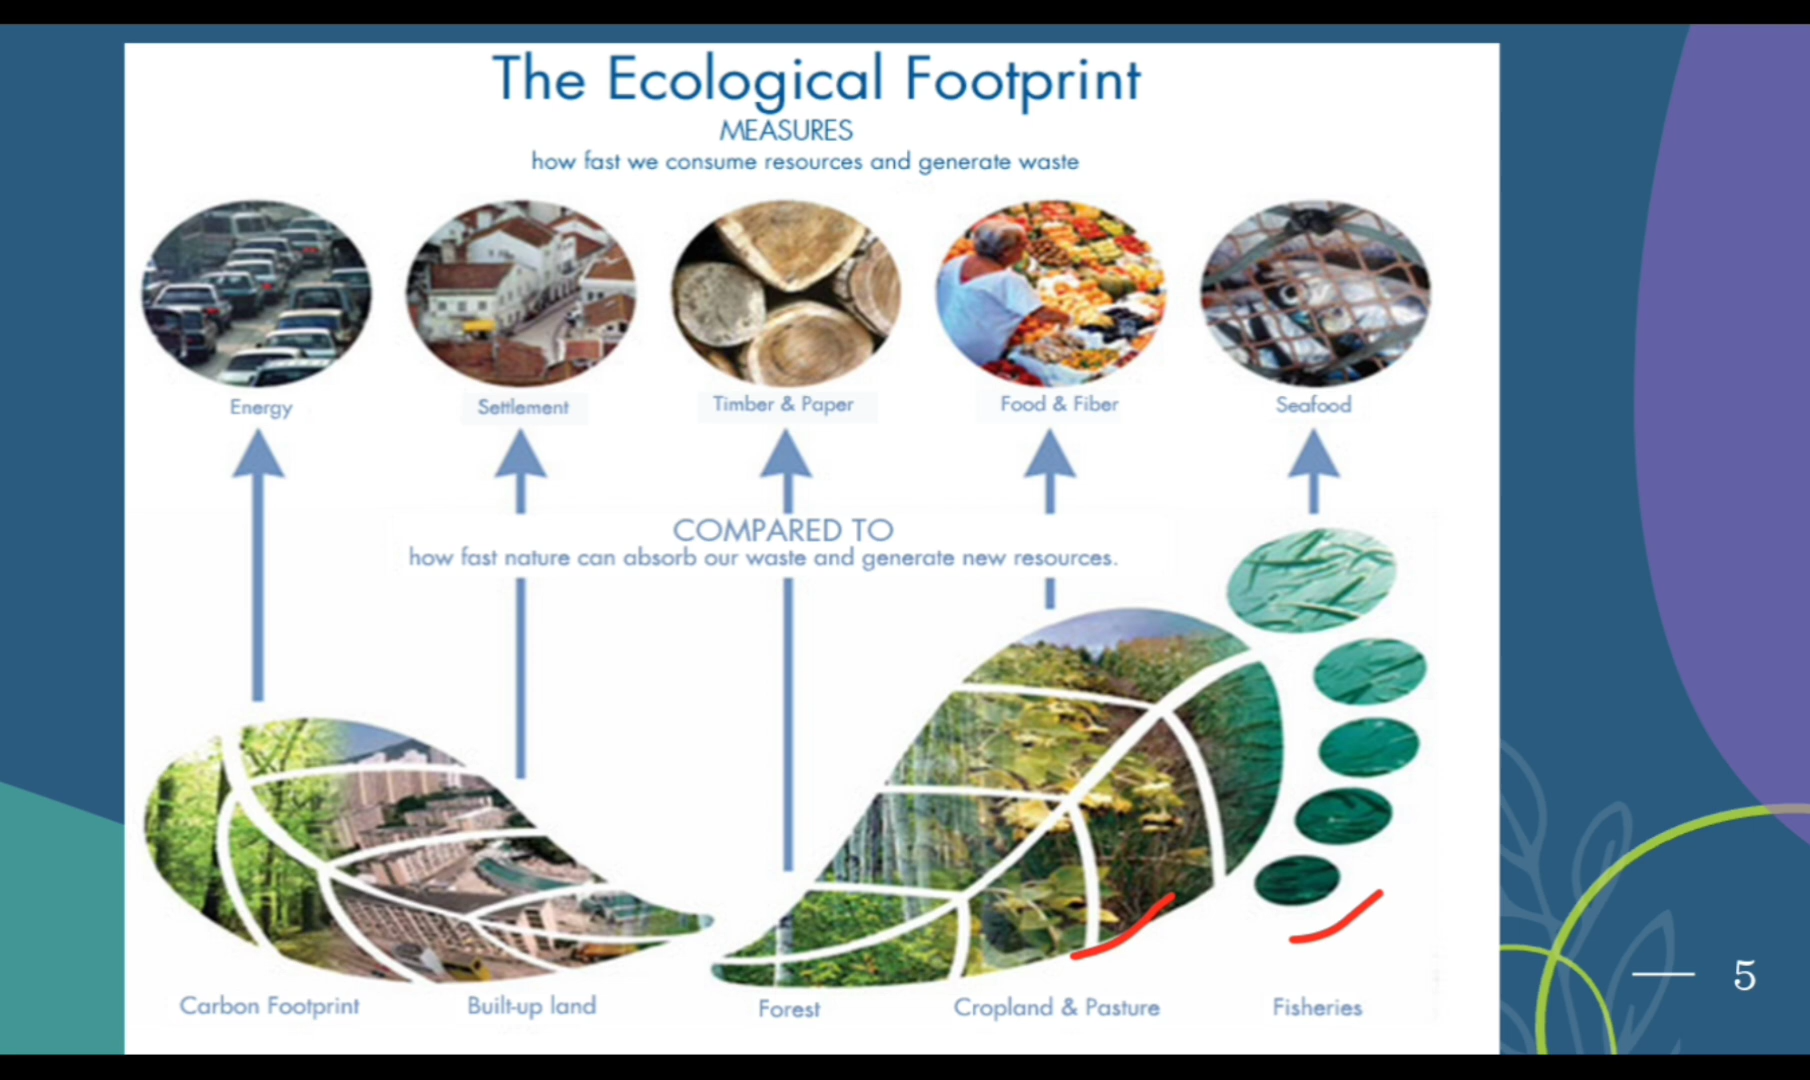 The Ecological Footprint
MEASURES
how fast we consume resources and generate waste
Energy
Settlement
Timber & Paper
Food & Fiber
Seafood
COMPARED TO
how fast nature can absorb our waste and generate new resources.
Carbon Footprint
Built-up land
Forest
Cropland & Pasture
Fisheries
5